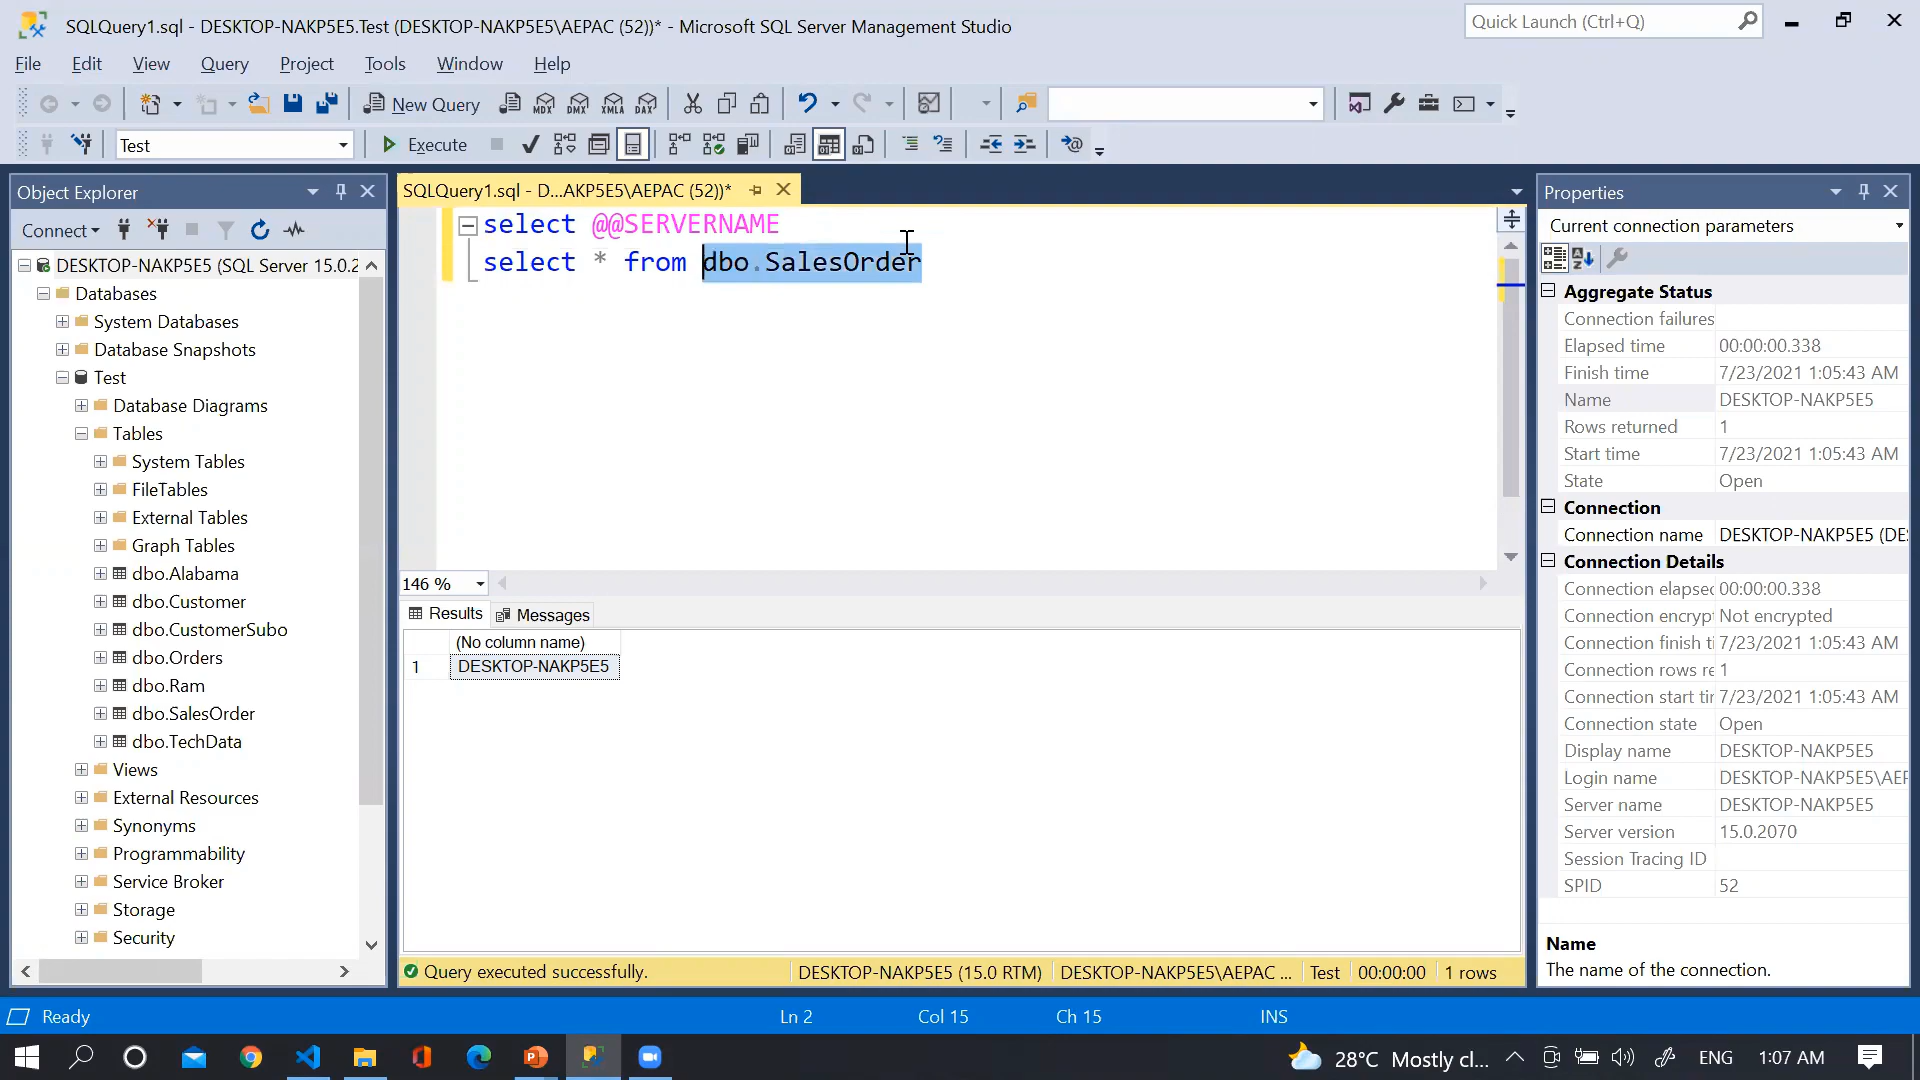 SQLQuery1.sql - DESKTOP-NAKP5E5.Test (DESKTOP-NAKP5E5\AEPAC (52))* - Microsoft SQL Server Management Studio
Quick Launch (Ctrl+Q)
File Edit View Query Project Tools Window Help
New Query MDX DMX XMLA DAX
Test Execute
Object Explorer
Connect
DESKTOP-NAKP5E5 (SQL Server 15.0.2
Databases
System Databases
Database Snapshots
Test
Database Diagrams
Tables
System Tables
FileTables
External Tables
Graph Tables
dbo.Alabama
dbo.Customer
dbo.CustomerSubo
dbo.Orders
dbo.Ram
dbo.SalesOrder
dbo.TechData
Views
External Resources
Synonyms
Programmability
Service Broker
Storage
Security
SQLQuery1.sql - D...AKP5E5\AEPAC (52))*
select @@SERVERNAME
select * from dbo.SalesOrder
146 %
Results Messages
(No column name)
1 DESKTOP-NAKP5E5
Query executed successfully. DESKTOP-NAKP5E5 (15.0 RTM) DESKTOP-NAKP5E5\AEPAC ... Test 00:00:00 1 rows
Properties
Current connection parameters
Aggregate Status
Connection failures
Elapsed time 00:00:00.338
Finish time 7/23/2021 1:05:43 AM
Name DESKTOP-NAKP5E5
Rows returned 1
Start time 7/23/2021 1:05:43 AM
State Open
Connection
Connection name DESKTOP-NAKP5E5 (DE
Connection Details
Connection elapsec 00:00:00.338
Connection encryp Not encrypted
Connection finish ti 7/23/2021 1:05:43 AM
Connection rows re 1
Connection start tir 7/23/2021 1:05:43 AM
Connection state Open
Display name DESKTOP-NAKP5E5
Login name DESKTOP-NAKP5E5\AEF
Server name DESKTOP-NAKP5E5
Server version 15.0.2070
Session Tracing ID
SPID 52
Name
The name of the connection.
Ready Ln 2 Col 15 Ch 15 INS
28°C Mostly cl... ENG 1:07 AM